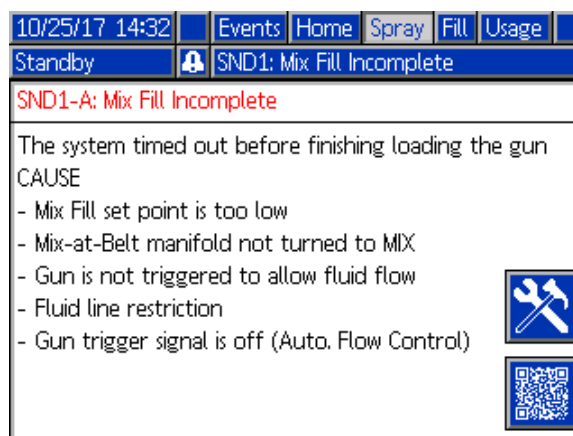 10/25/17 14:32 Events Home Spray Fill Usage
Standby SND1: Mix Fill Incomplete
SND1-A: Mix Fill Incomplete
The system timed out before finishing loading the gun
CAUSE
- Mix Fill set point is too low
- Mix-at-Belt manifold not turned to MIX
- Gun is not triggered to allow fluid flow
- Fluid line restriction
- Gun trigger signal is off (Auto. Flow Control)